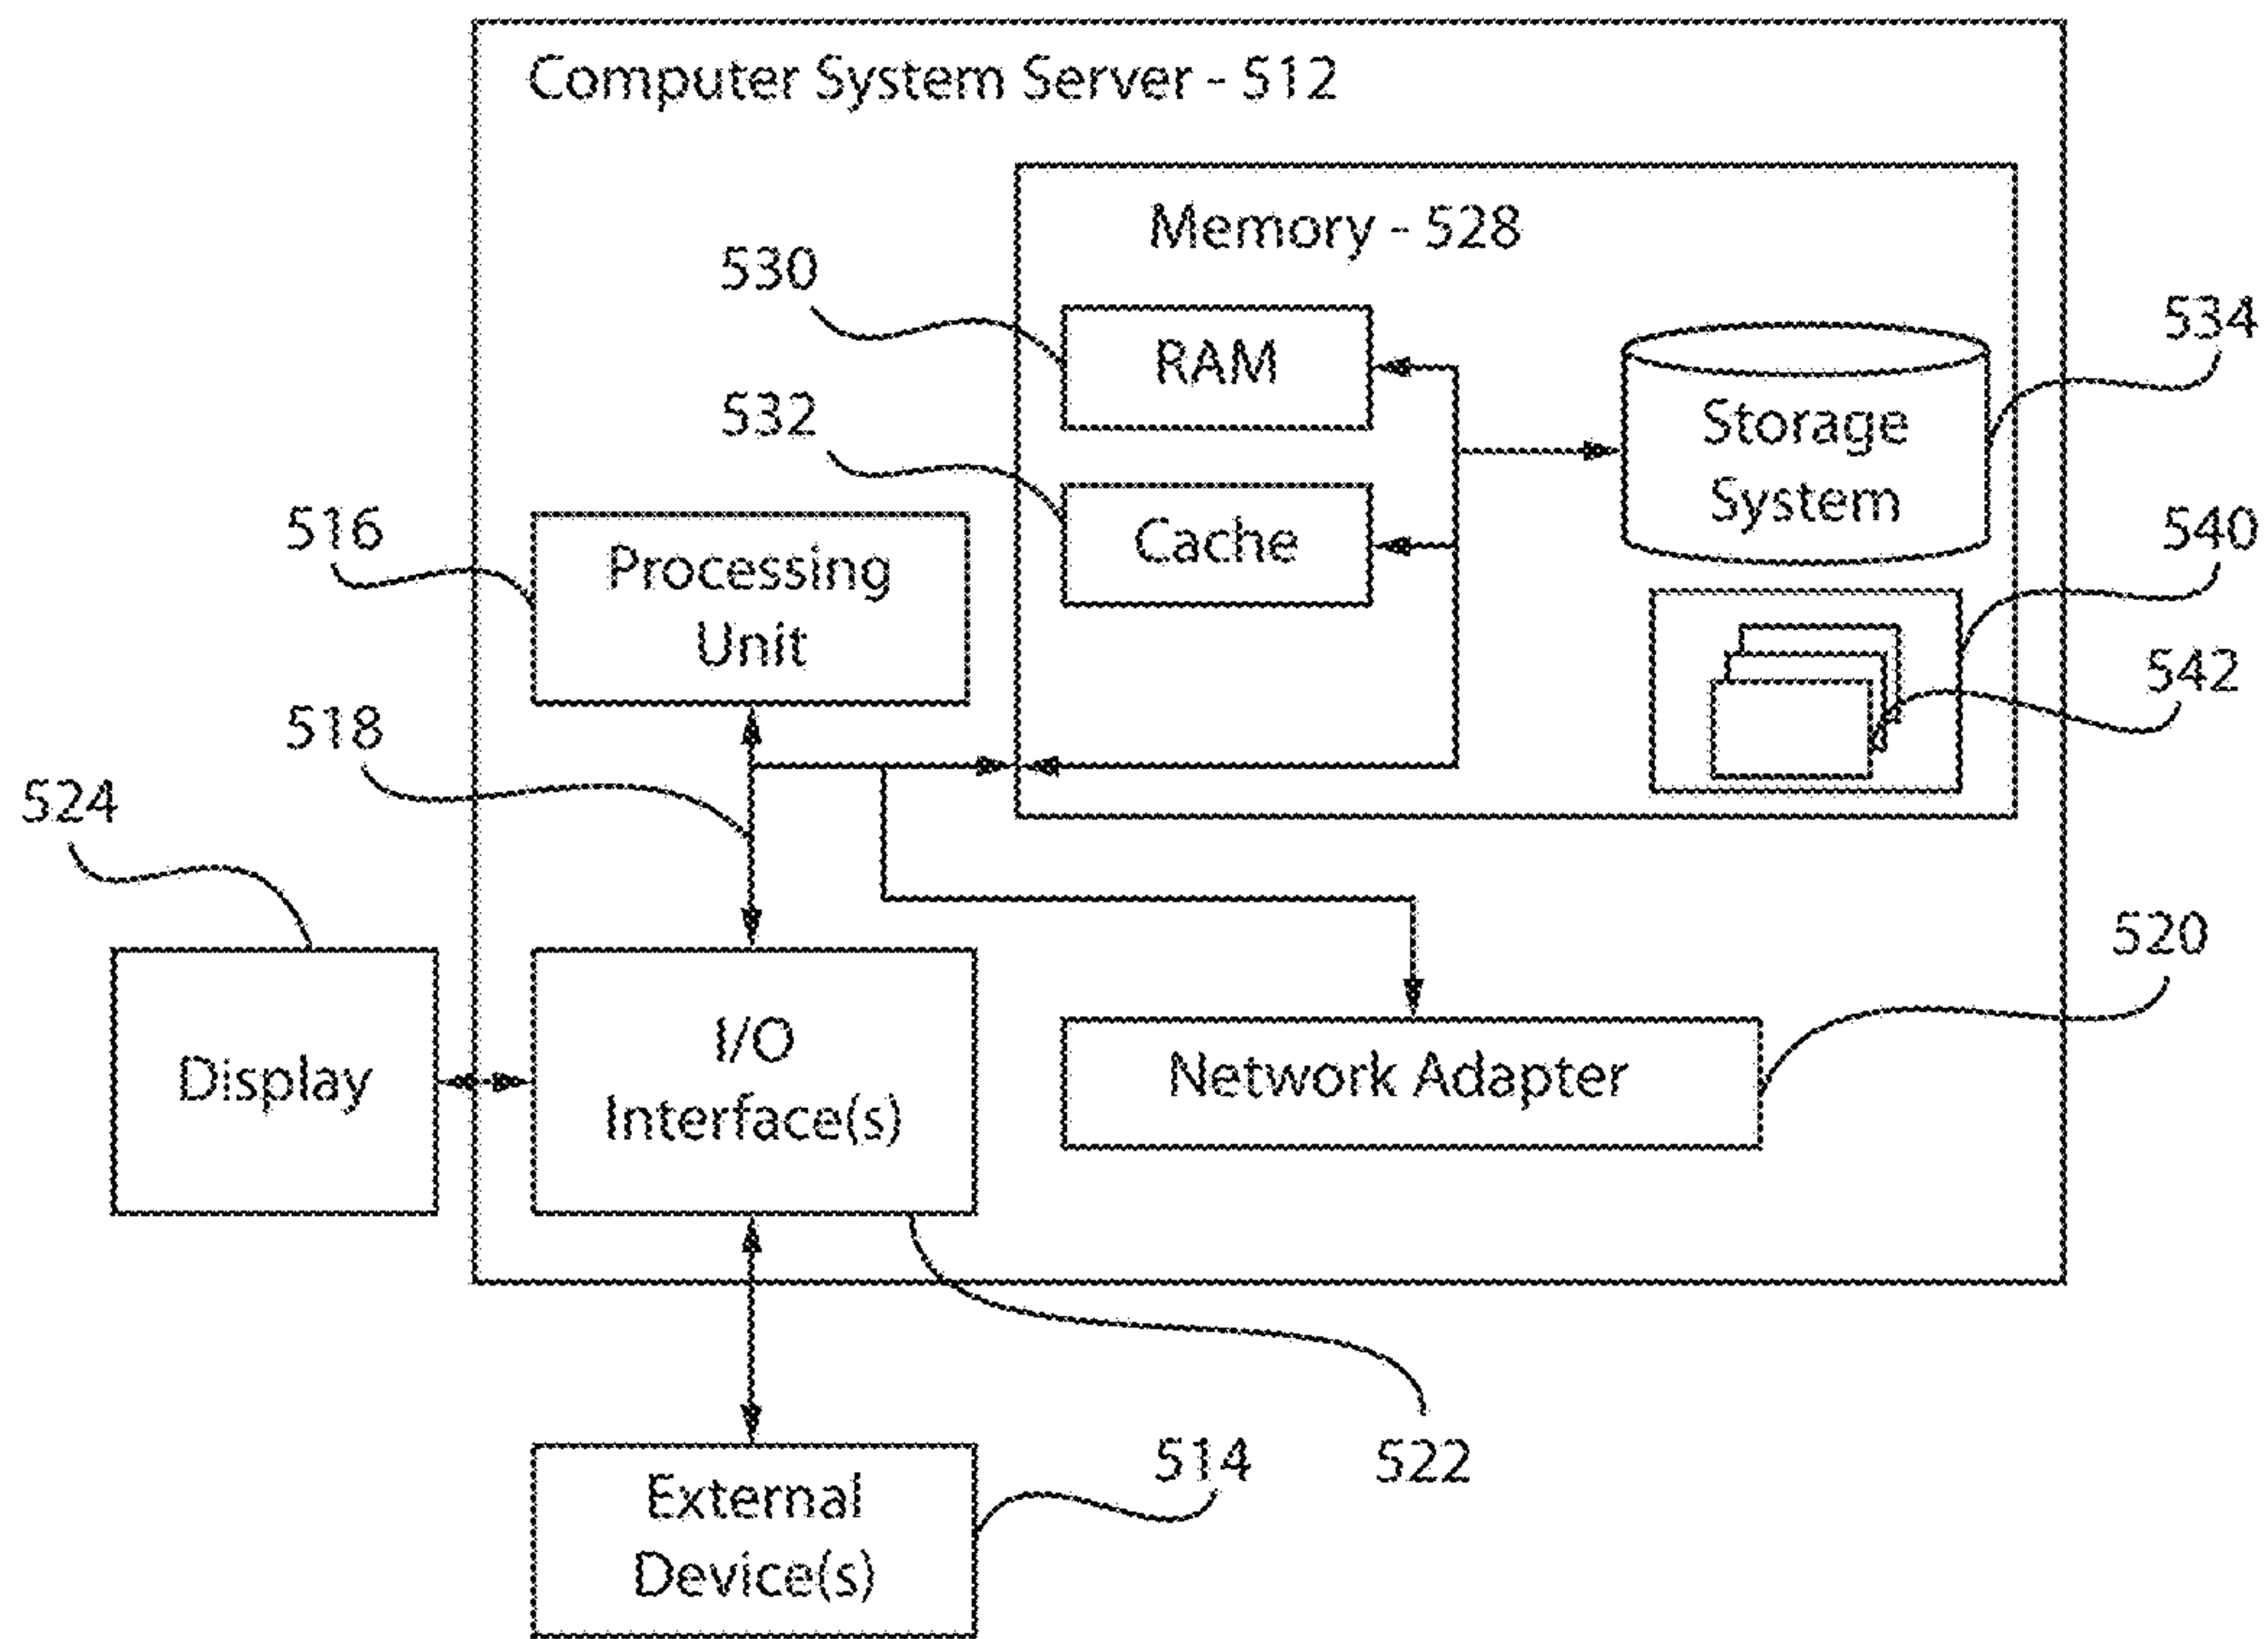 Computer System Server - 512
Memory - 528
530
RAM
534
532
Storage
System
Cache
516
Processing
Unit
540
542
518
524
520
Display
I/O
Interface(s)
Network Adapter
514
522
External
Device(s)